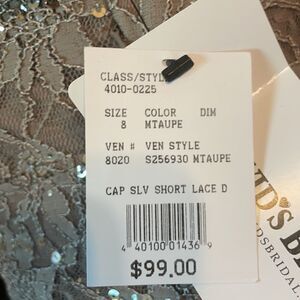 CLASS/STYLE
4010-0225
SIZE COLOR DIM
8 MTAUPE
VEN # VEN STYLE
8020 S256930 MTAUPE
CAP SLV SHORT LACE D
4 40100 01436 9
$99.00